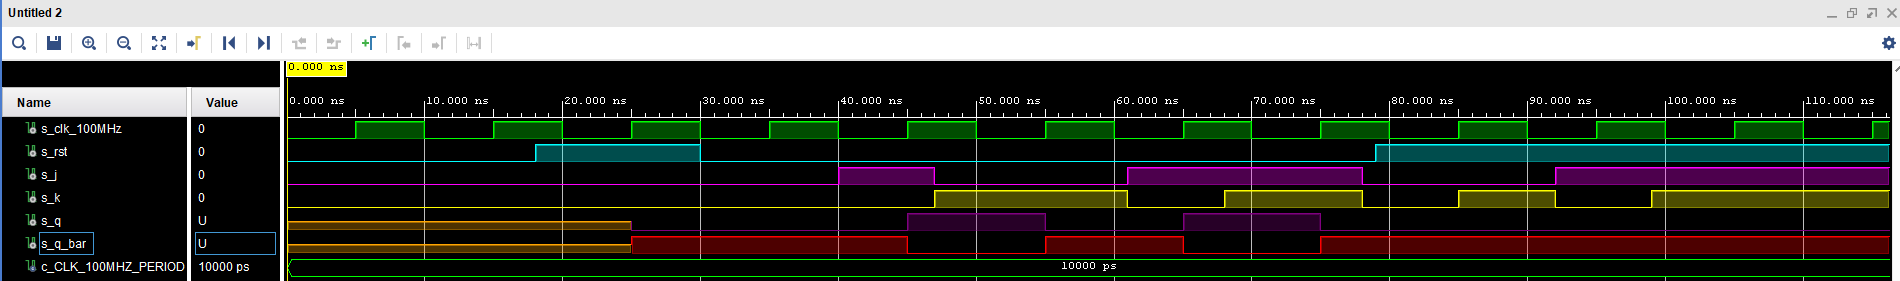 Untitled 2
0.000 ns
Name Value
0.000 ns 10.000 ns 20.000 ns 30.000 ns 40.000 ns 50.000 ns 60.000 ns 70.000 ns 80.000 ns 90.000 ns 100.000 ns 110.000 ns
s_clk_100MHz 0
s_rst 0
s_j 0
s_k 0
s_q U
s_q_bar U
c_CLK_100MHZ_PERIOD 10000 ps 10000 ps